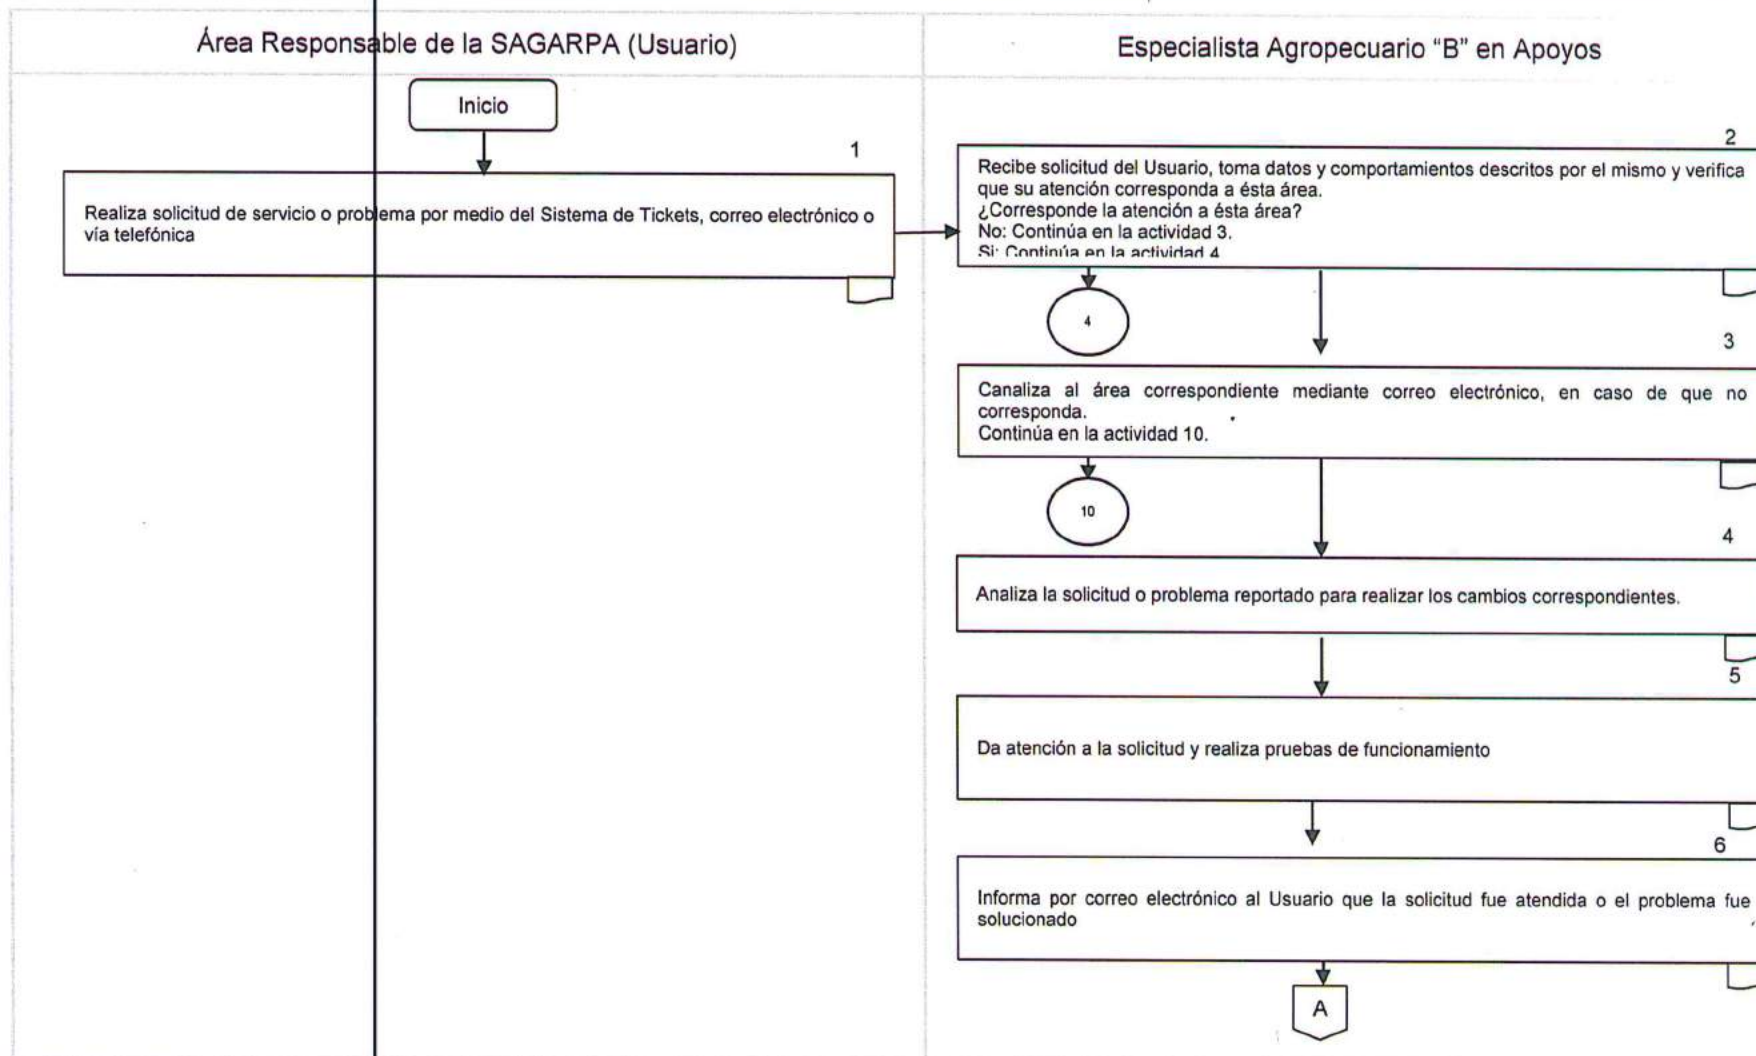 Área Responsable de la SAGARPA (Usuario)
Especialista Agropecuario “B” en Apoyos
Inicio
1
Realiza solicitud de servicio o problema por medio del Sistema de Tickets, correo electrónico o
vía telefónica
2
Recibe solicitud del Usuario, toma datos y comportamientos descritos por el mismo y verifica
que su atención corresponda a ésta área.
¿Corresponde la atención a ésta área?
No: Continúa en la actividad 3.
Si: Continúa en la actividad 4
4
3
Canaliza al área correspondiente mediante correo electrónico, en caso de que no
corresponda.
Continúa en la actividad 10.
10
4
Analiza la solicitud o problema reportado para realizar los cambios correspondientes.
5
Da atención a la solicitud y realiza pruebas de funcionamiento
6
Informa por correo electrónico al Usuario que la solicitud fue atendida o el problema fue
solucionado
A